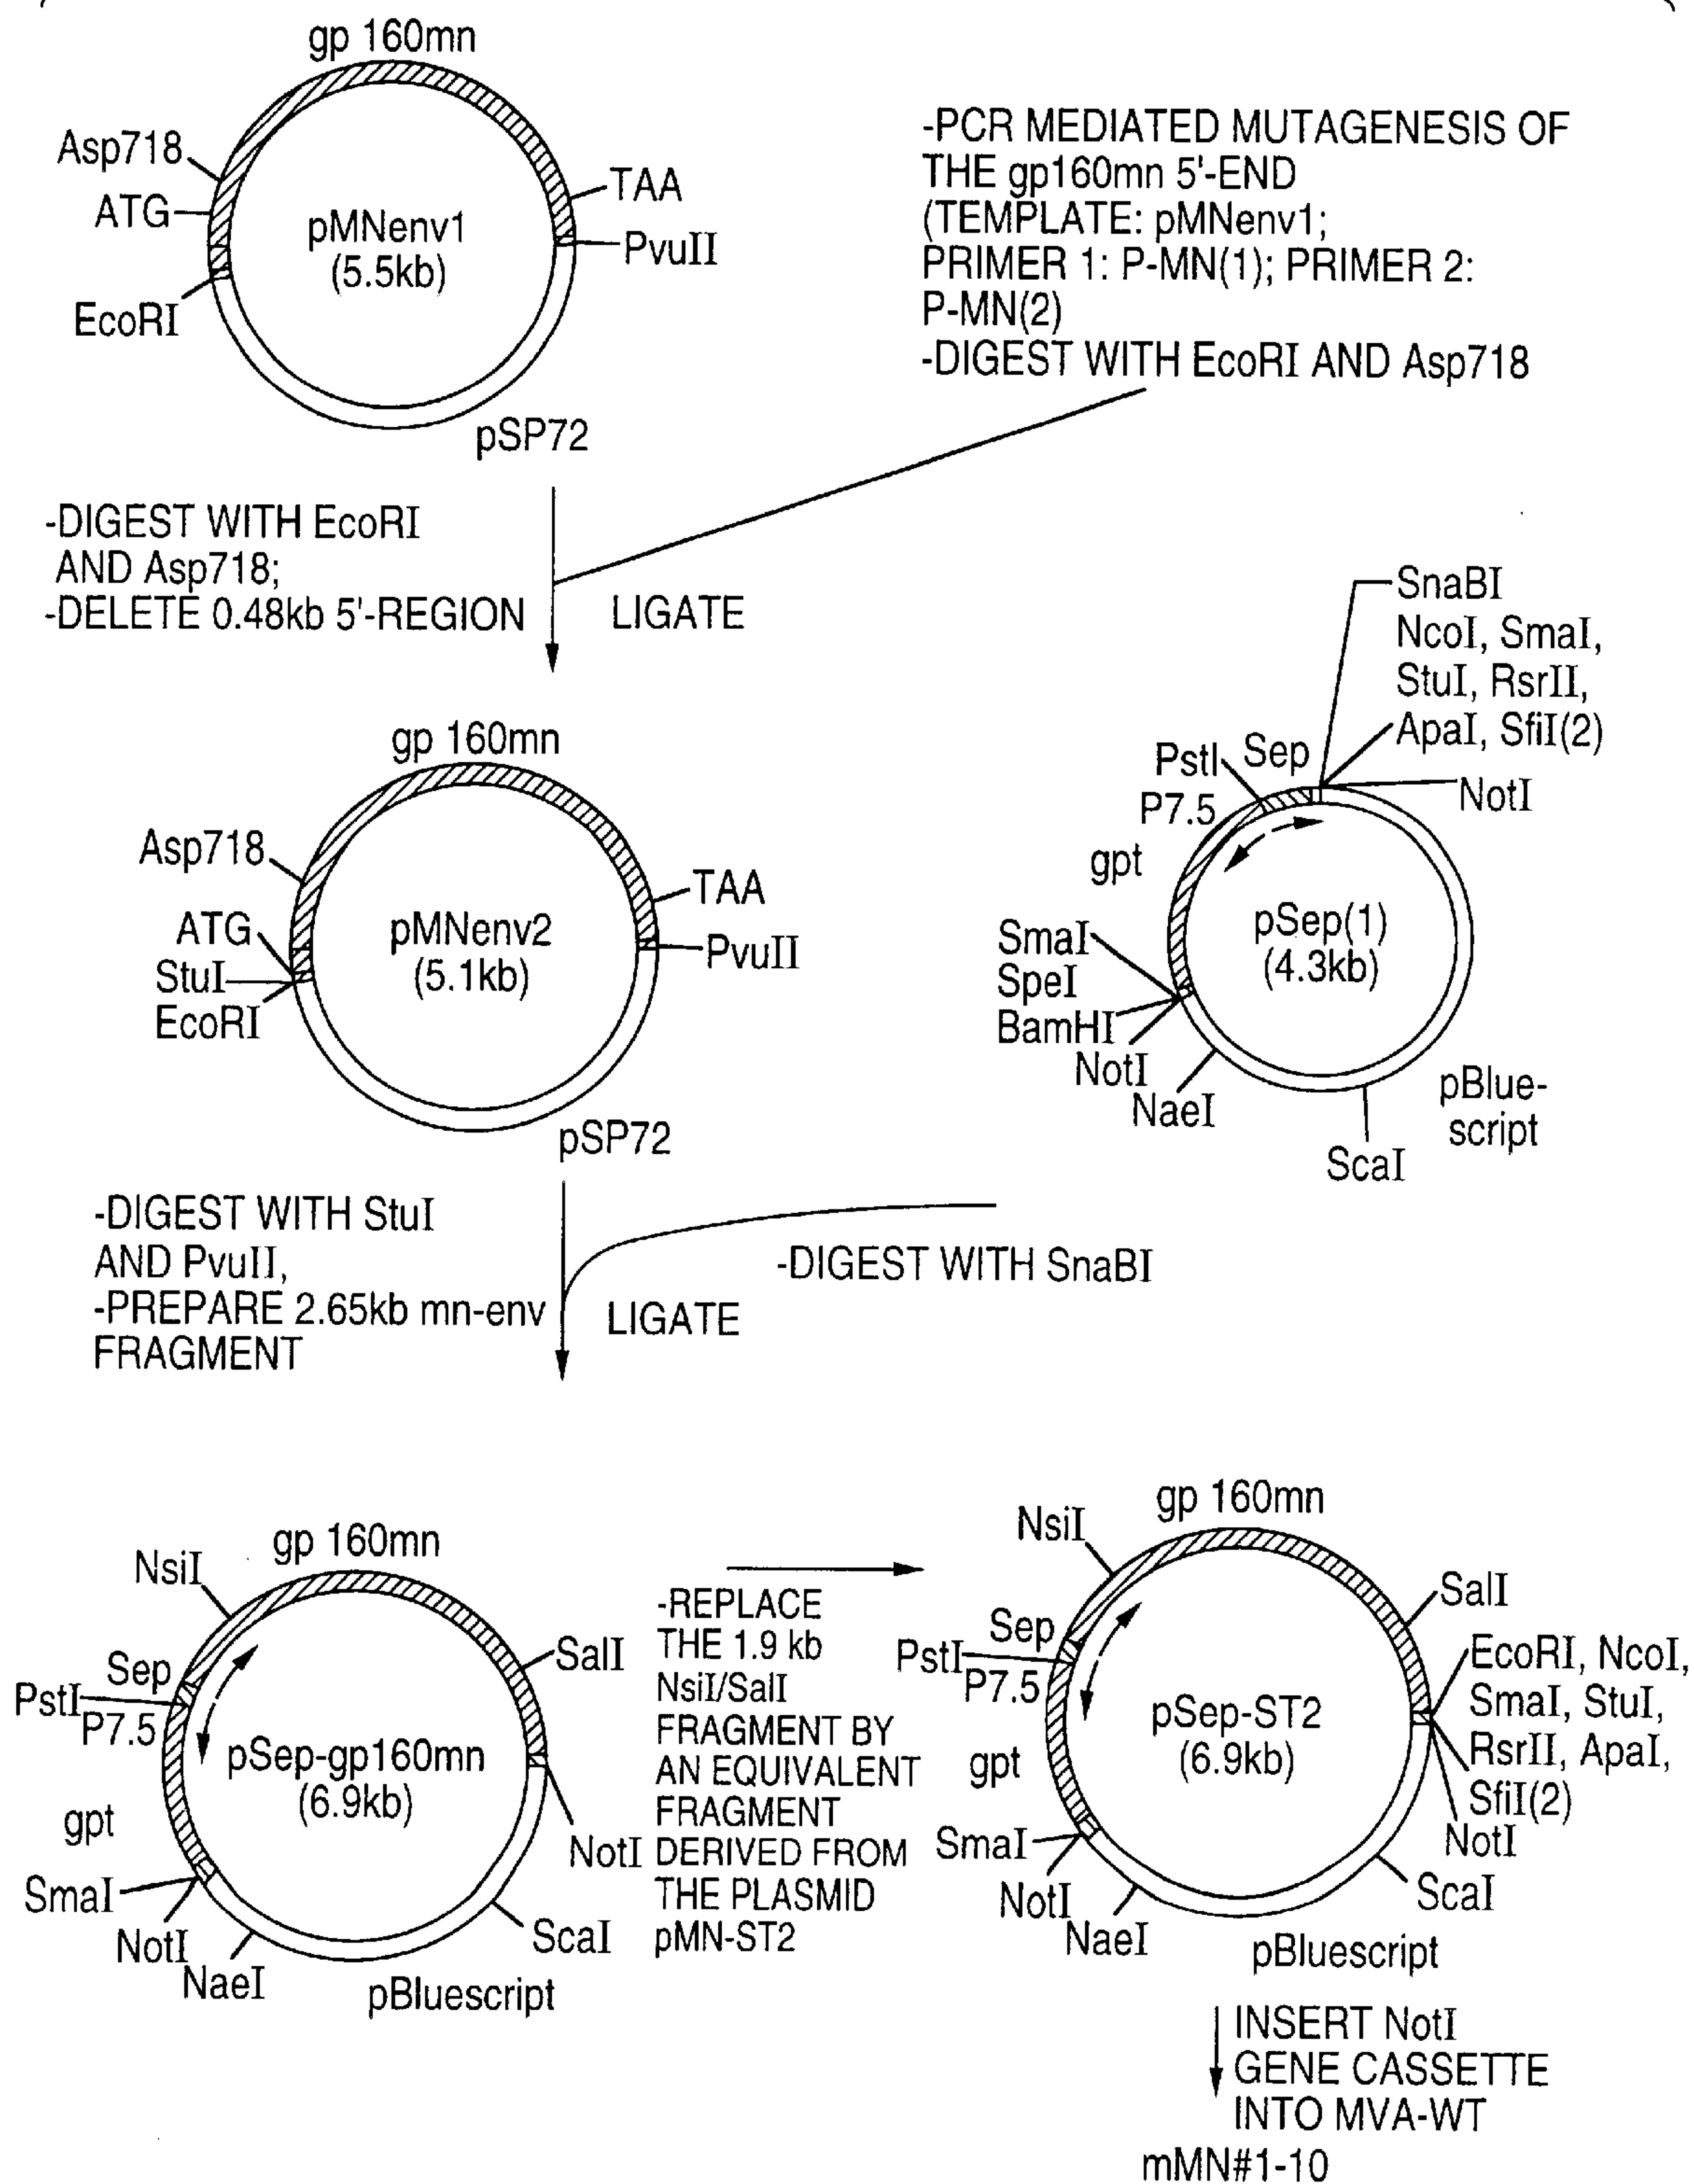 gp 160mn
Asp718
ATG
EcoRI
pMNenv1
(5.5kb)
TAA
PvuII
pSP72
-PCR MEDIATED MUTAGENESIS OF
THE gp160mn 5'-END
(TEMPLATE: pMNenv1;
PRIMER 1: P-MN(1); PRIMER 2:
P-MN(2)
-DIGEST WITH EcoRI AND Asp718
-DIGEST WITH EcoRI
AND Asp718;
-DELETE 0.48kb 5'-REGION
LIGATE
gp 160mn
Asp718
ATG
StuI
EcoRI
pMNenv2
(5.1kb)
TAA
PvuII
pSP72
SnaBI
NcoI, SmaI,
StuI, RsrII,
ApaI, SfiI(2)
NotI
PstI
Sep
P7.5
gpt
pSep(1)
(4.3kb)
SmaI
SpeI
BamHI
NotI
NaeI
ScaI
pBlue-
script
-DIGEST WITH StuI
AND PvuII,
-PREPARE 2.65kb mn-env
FRAGMENT
-DIGEST WITH SnaBI
LIGATE
gp 160mn
NsiI
Sep
PstI
P7.5
pSep-gp160mn
(6.9kb)
SalI
gpt
SmaI
NotI
NaeI
NotI
ScaI
pBluescript
-REPLACE
THE 1.9 kb
NsiI/SalI
FRAGMENT BY
AN EQUIVALENT
FRAGMENT
DERIVED FROM
THE PLASMID
pMN-ST2
gp 160mn
NsiI
Sep
PstI
P7.5
pSep-ST2
(6.9kb)
SalI
EcoRI, NcoI,
SmaI, StuI,
RsrII, ApaI,
SfiI(2)
NotI
gpt
SmaI
NotI
NaeI
ScaI
pBluescript
INSERT NotI
GENE CASSETTE
INTO MVA-WT
mMN#1-10